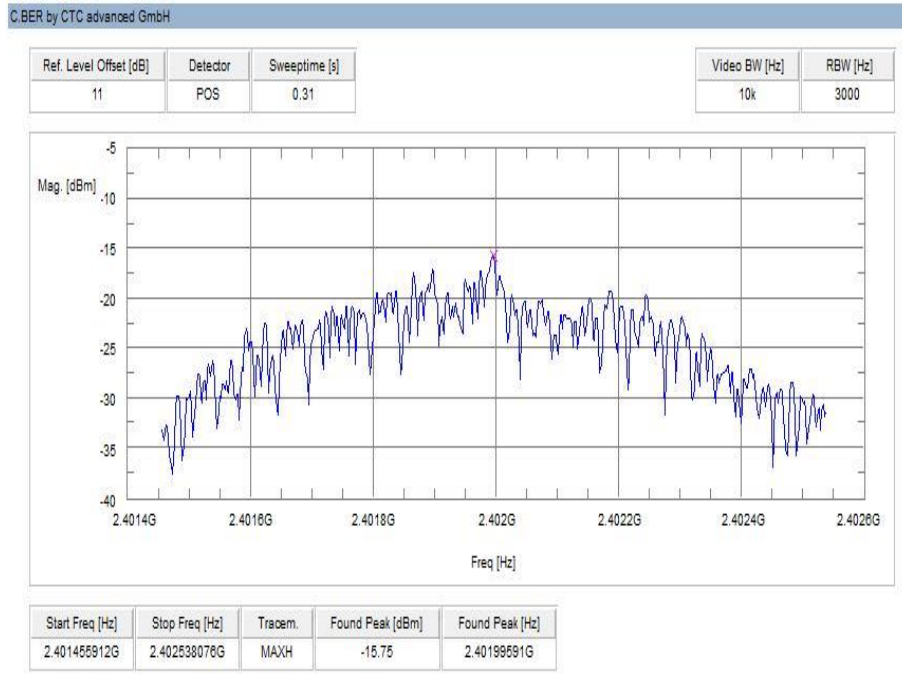 C.BER by CTC advanced GmbH
Ref. Level Offset [dB] Detector Sweeptime [s] Video BW [Hz] RBW [Hz]
11 POS 0.31 10k 3000
-5
Mag. [dBm]
-10
-15
-20
-25
-30
-35
-40
2.4014G 2.4016G 2.4018G 2.402G 2.4022G 2.4024G 2.4026G
Freq [Hz]
Start Freq [Hz] Stop Freq [Hz] Tracem. Found Peak [dBm] Found Peak [Hz]
2.401455912G 2.402538076G MAXH -15.75 2.40199591G